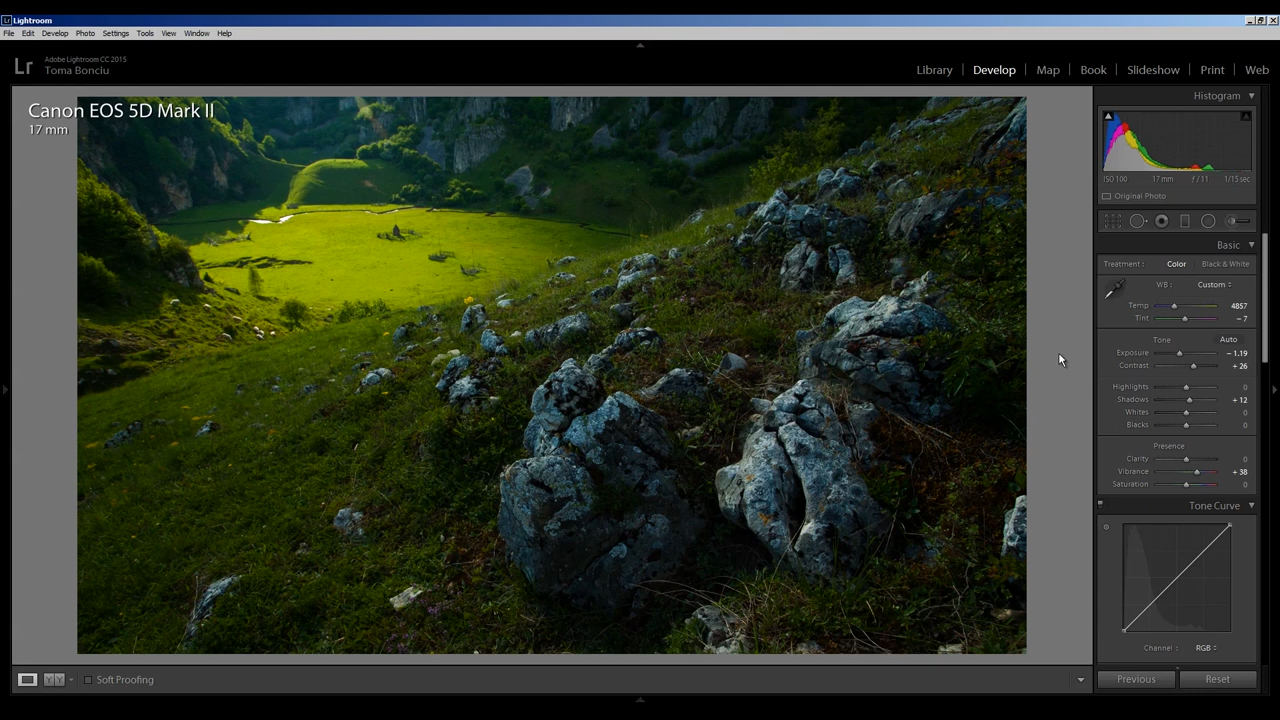 Lr Lightroom
File Edit Develop Photo Settings Tools View Window Help
Lr Adobe Lightroom CC 2015
Toma Bonciu
Library | Develop | Map | Book | Slideshow | Print | Web
Canon EOS 5D Mark II
17 mm
Histogram
ISO 100 17 mm f / 11 1/15 sec
Original Photo
Basic
Treatment : Color Black & White
WB : Custom
Temp 4857
Tint − 7
Tone Auto
Exposure − 1.19
Contrast + 26
Highlights 0
Shadows + 12
Whites 0
Blacks 0
Presence
Clarity 0
Vibrance + 38
Saturation 0
Tone Curve
Channel : RGB
Y Y Soft Proofing
Previous Reset